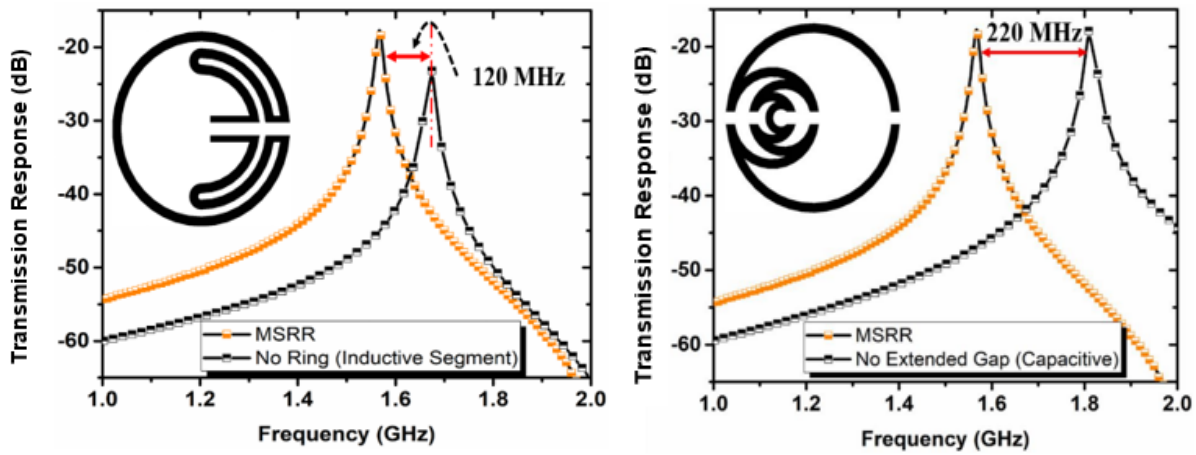 Transmission Response (dB)
-20
-30
-40
-50
-60
120 MHz
MSRR
No Ring (Inductive Segment)
1.0 1.2 1.4 1.6 1.8 2.0
Frequency (GHz)
Transmission Response (dB)
-20
-30
-40
-50
-60
220 MHz
MSRR
No Extended Gap (Capacitive)
1.0 1.2 1.4 1.6 1.8 2.0
Frequency (GHz)